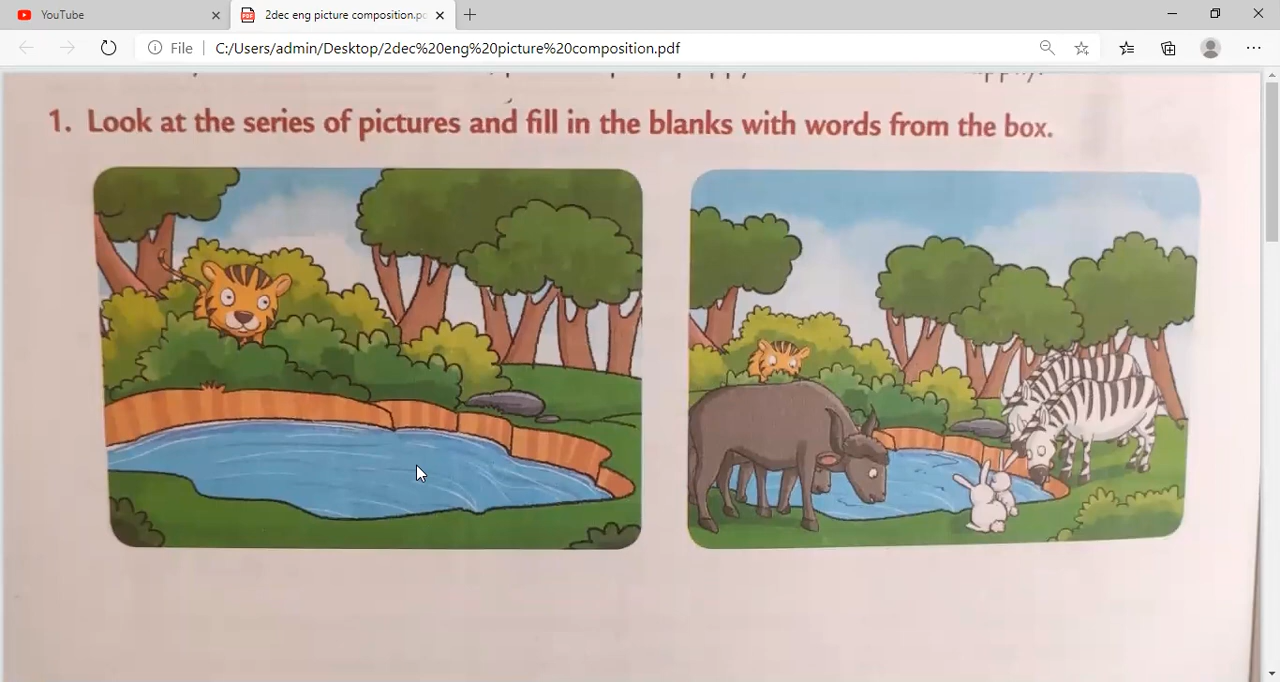 YouTube
2dec eng picture composition.pd
File
C:/Users/admin/Desktop/2dec%20eng%20picture%20composition.pdf
1. Look at the series of pictures and fill in the blanks with words from the box.